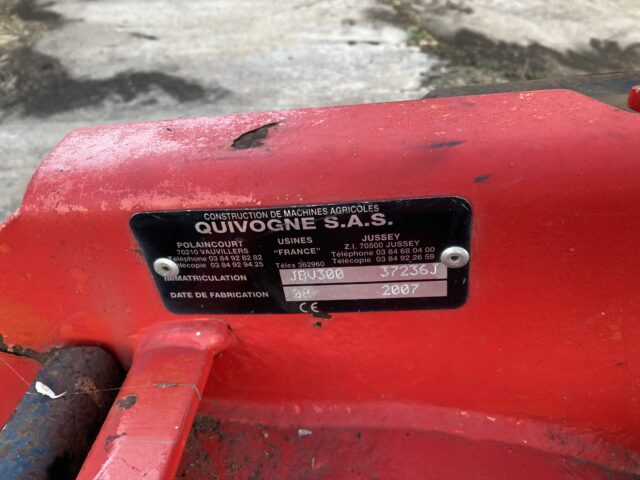 CONSTRUCTION DE MACHINES AGRICOLES
QUIVOGNE S.A.S.
POLAINCOURT
70210 VAUVILLERS
Téléphone 03 84 92 82 82
Télécopie 03 84 92 94 25
USINES
"FRANCE"
Télex 362960
JUSSEY
Z.I. 70500 JUSSEY
Téléphone 03 84 68 04 00
Télécopie 03 84 92 26 59
IMMATRICULATION JBV300 37236J
DATE DE FABRICATION 2007
CE